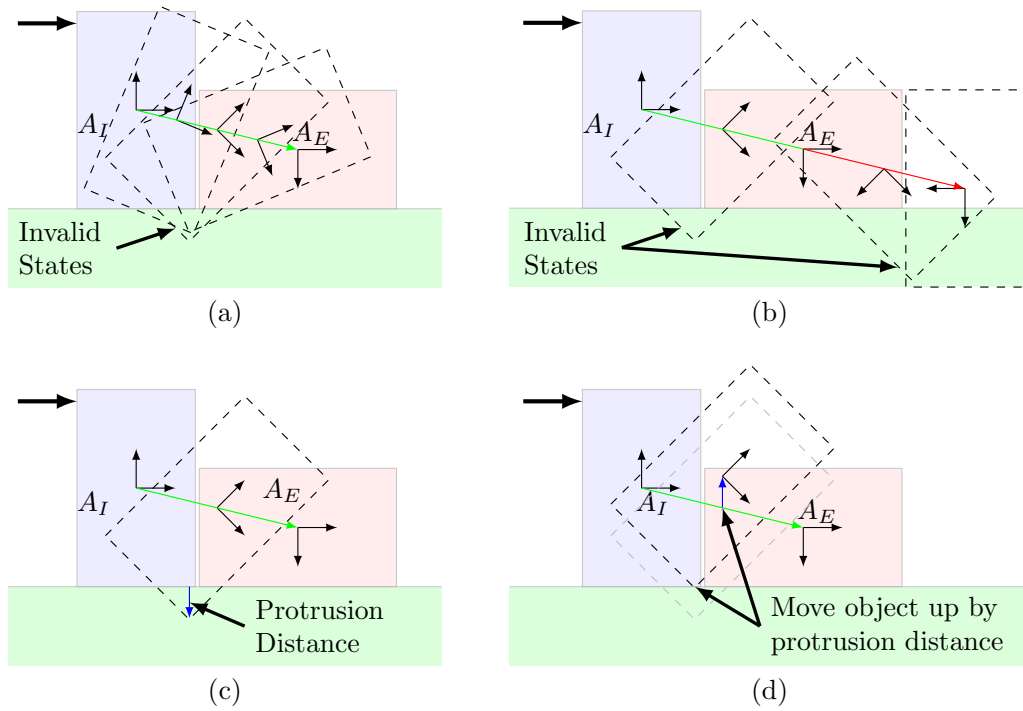 A_I
A_E
Invalid
States
(a)
A_I
A_E
Invalid
States
(b)
A_I
A_E
Protrusion
Distance
(c)
A_I
A_E
Move object up by
protrusion distance
(d)